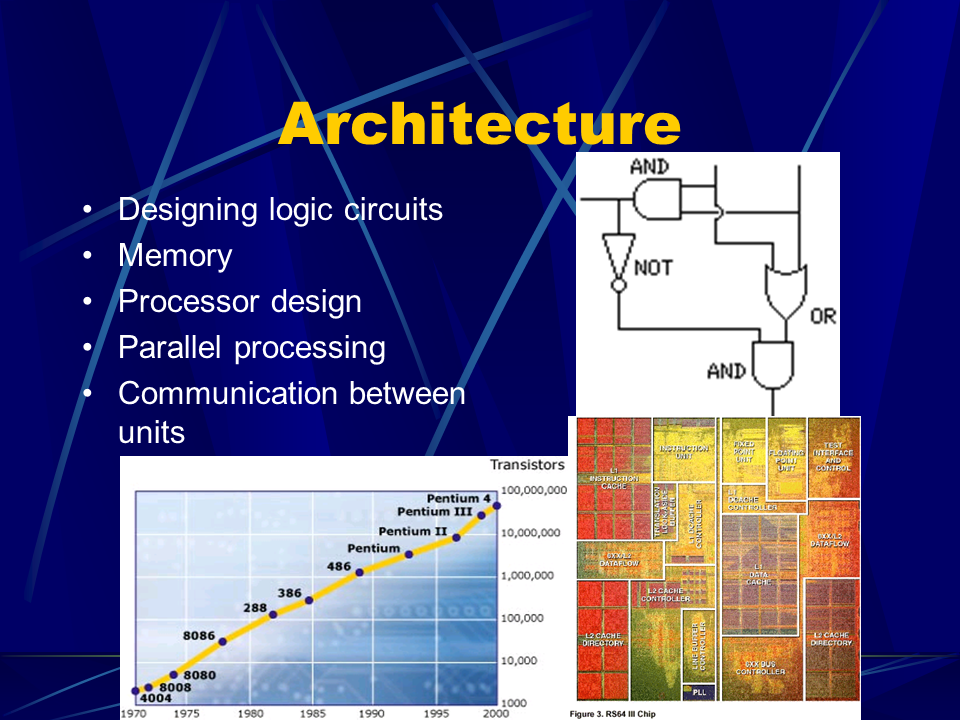 Architecture
• Designing logic circuits
• Memory
• Processor design
• Parallel processing
• Communication between
units
AND
NOT
OR
AND
Transistors
100,000,000
10,000,000
1,000,000
100,000
10,000
1000
Pentium 4
Pentium III
Pentium II
Pentium
486
386
288
8086
8080
8008
4004
1970
1975
1980
1985
1990
1995
2000
L1
INSTRUCTION
CACHE
INSTRUCTION
UNIT
FIXED
POINT
UNIT
FLOATING
POINT
UNIT
TEST
INTERFACE
AND
CONTROL
TRANSLATION
LOOKASIDE
BUFFER
L1 ICACHE
CONTROLLER
L1
DCACHE
CONTROLLER
6XX/L2
DATAFLOW
6XX/L2
DATAFLOW
L1
DATA
CACHE
L2 CACHE
CONTROLLER
L2 CACHE
DIRECTORY
LINE BUFFER
CONTROLLER
6XX BUS
CONTROLLER
L2 CACHE
DIRECTORY
PLL
Figure 3. RS64 III Chip